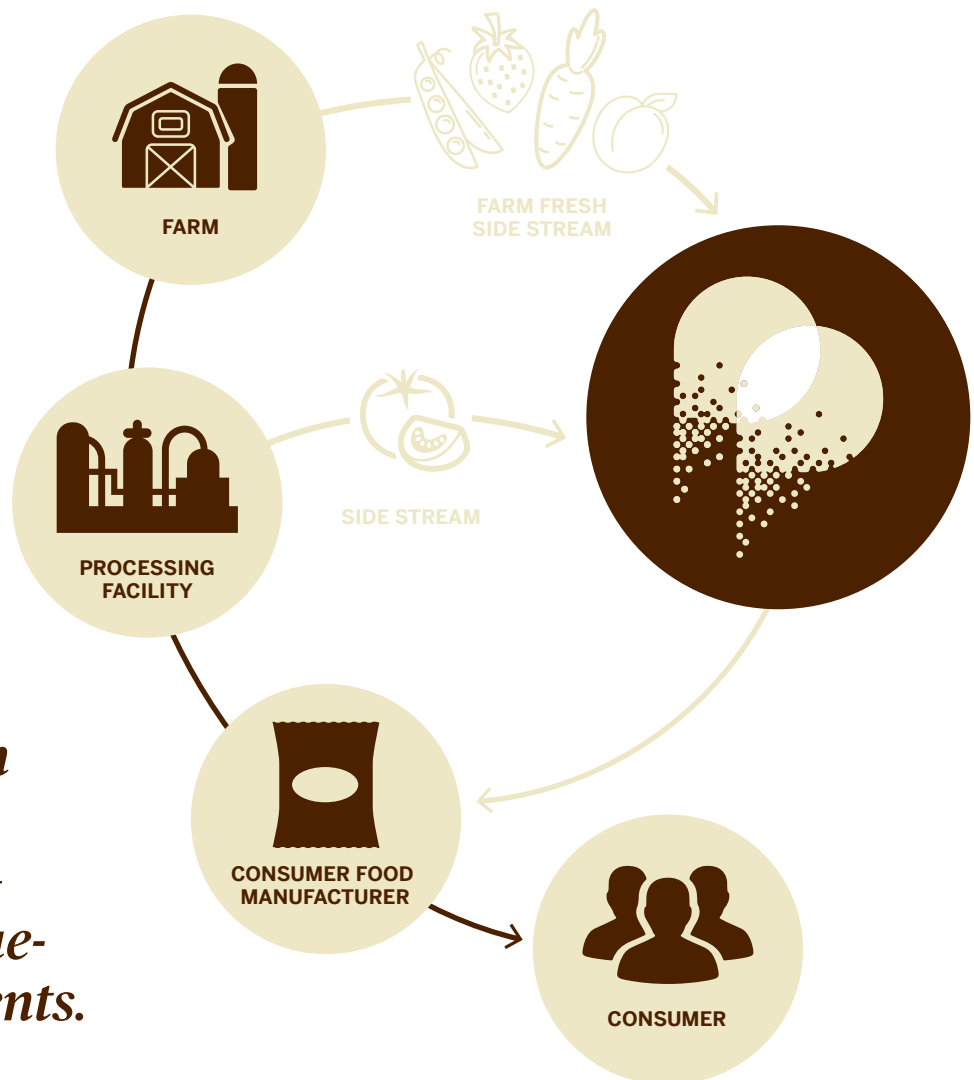 FARM FRESH
SIDE STREAM
FARM
SIDE STREAM
PROCESSING
FACILITY
CONSUMER FOOD
MANUFACTURER
CONSUMER